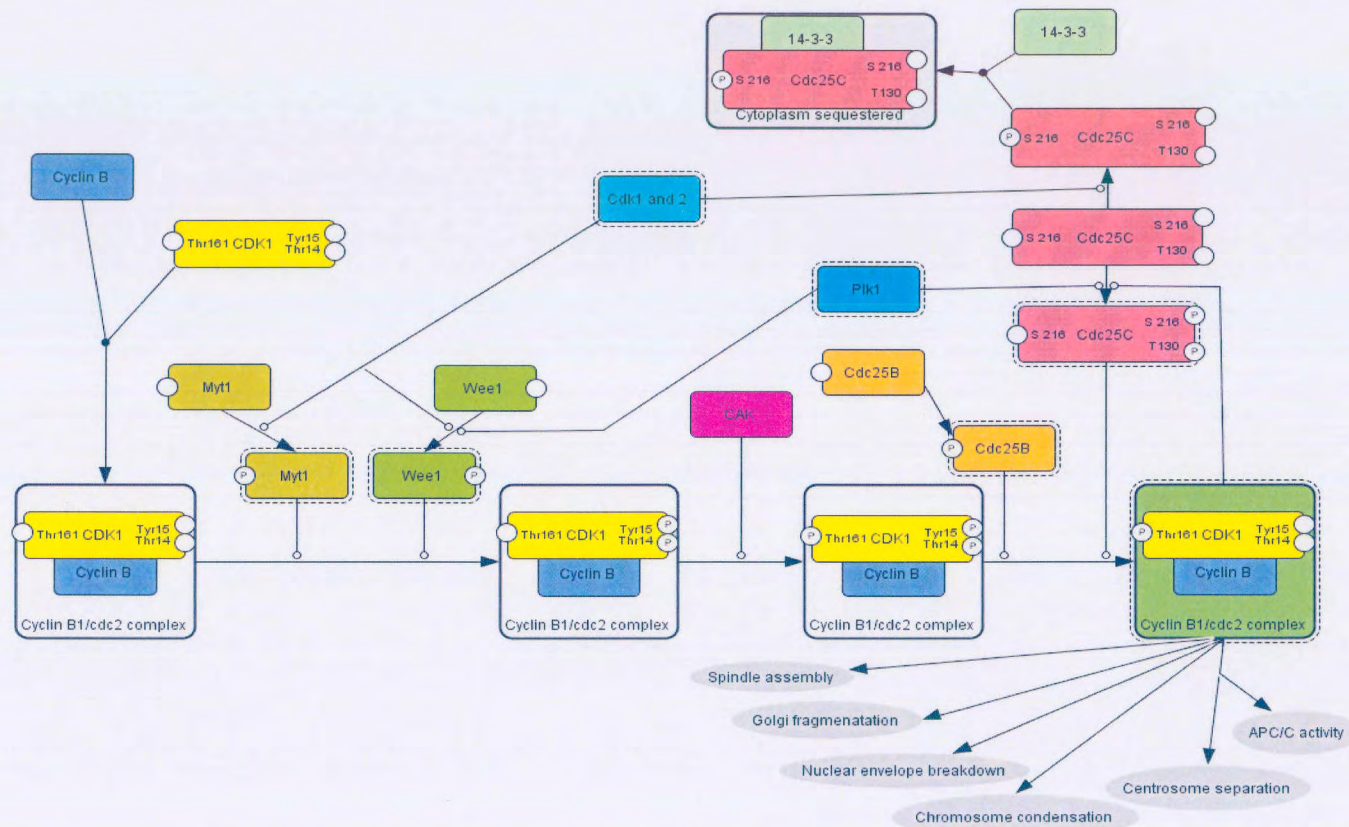 14-3-3
14-3-3
P S 216 Cdc25C S 216
T130
Cytoplasm sequestered
P S 216 Cdc25C S 216
T130
Cyclin B
Cdk1 and 2
Thr161 CDK1 Tyr15
Thr14
S 216 Cdc25C S 216
T130
Plk1
S 216 Cdc25C S 216 P
T130 P
Myt1
Wee1
Cdc25B
CAK
P Myt1
Wee1 P
P Cdc25B
Thr161 CDK1 Tyr15
Thr14
Cyclin B
Cyclin B1/cdc2 complex
Thr161 CDK1 Tyr15 P
Thr14 P
Cyclin B
Cyclin B1/cdc2 complex
P Thr161 CDK1 Tyr15 P
Thr14 P
Cyclin B
Cyclin B1/cdc2 complex
P Thr161 CDK1 Tyr15
Thr14
Cyclin B
Cyclin B1/cdc2 complex
Spindle assembly
Golgi fragmenatation
APC/C activity
Nuclear envelope breakdown
Centrosome separation
Chromosome condensation